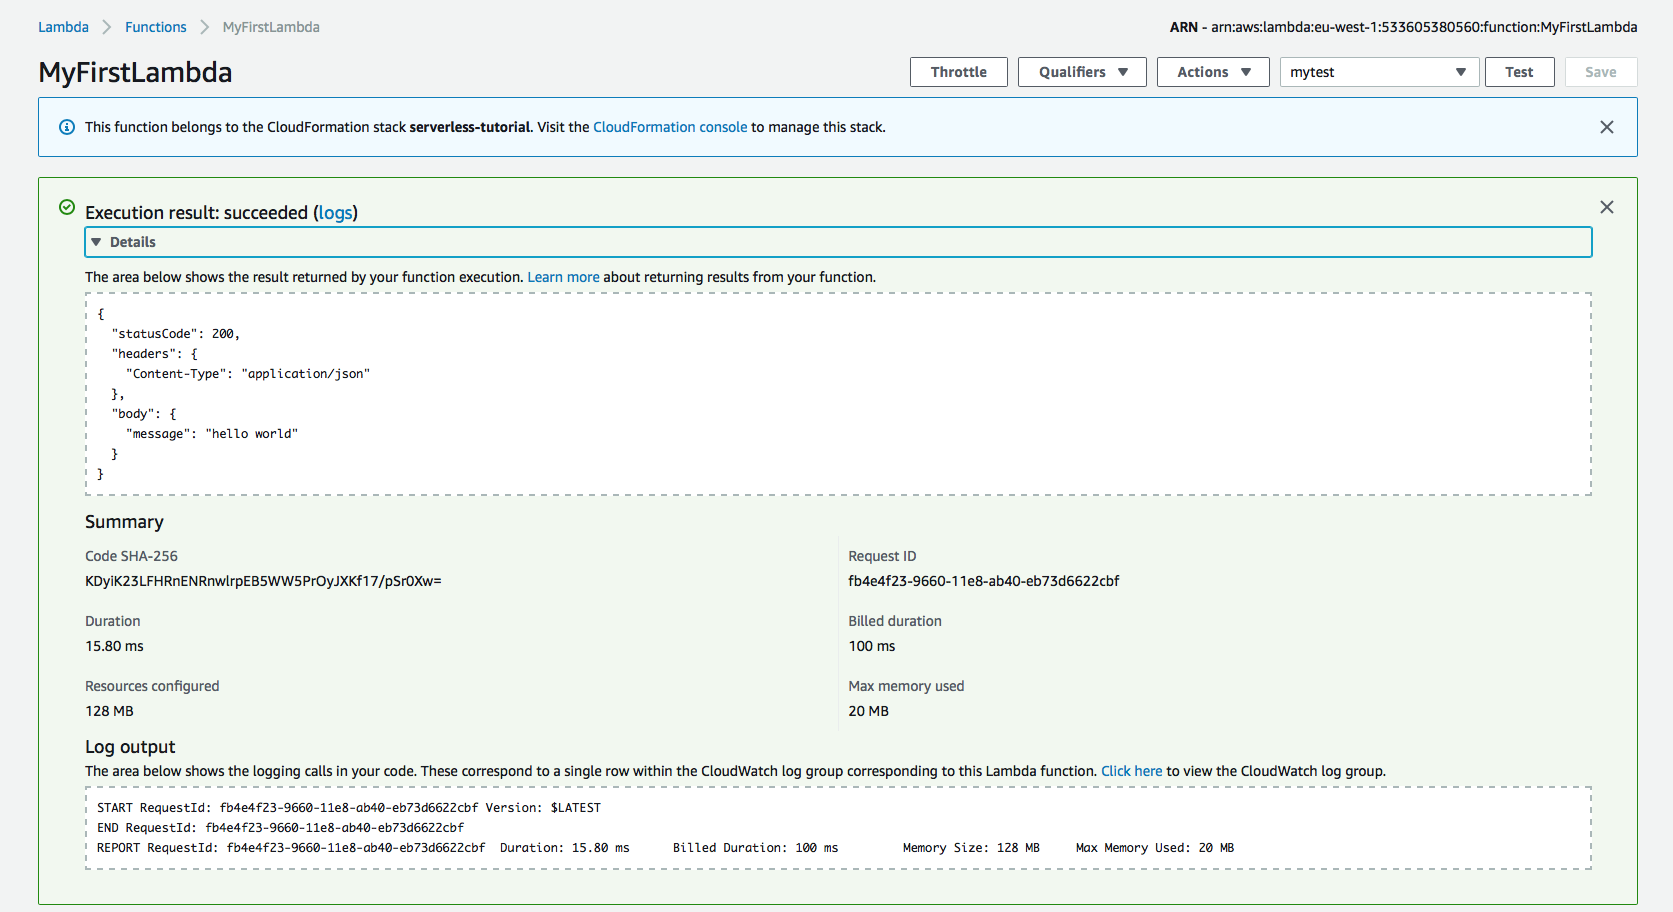 Lambda > Functions > MyFirstLambda
ARN - arn:aws:lambda:eu-west-1:533605380560:function:MyFirstLambda
MyFirstLambda
Throttle Qualifiers Actions mytest Test Save
This function belongs to the CloudFormation stack serverless-tutorial. Visit the CloudFormation console to manage this stack.
Execution result: succeeded (logs)
Details
The area below shows the result returned by your function execution. Learn more about returning results from your function.
{
  "statusCode": 200,
  "headers": {
    "Content-Type": "application/json"
  },
  "body": {
    "message": "hello world"
  }
}
Summary
Code SHA-256
KDyiK23LFHRnENRnwlrpEB5WW5PrOyJXKf17/pSr0Xw=
Request ID
fb4e4f23-9660-11e8-ab40-eb73d6622cbf
Duration
15.80 ms
Billed duration
100 ms
Resources configured
128 MB
Max memory used
20 MB
Log output
The area below shows the logging calls in your code. These correspond to a single row within the CloudWatch log group corresponding to this Lambda function. Click here to view the CloudWatch log group.
START RequestId: fb4e4f23-9660-11e8-ab40-eb73d6622cbf Version: $LATEST
END RequestId: fb4e4f23-9660-11e8-ab40-eb73d6622cbf
REPORT RequestId: fb4e4f23-9660-11e8-ab40-eb73d6622cbf Duration: 15.80 ms Billed Duration: 100 ms Memory Size: 128 MB Max Memory Used: 20 MB